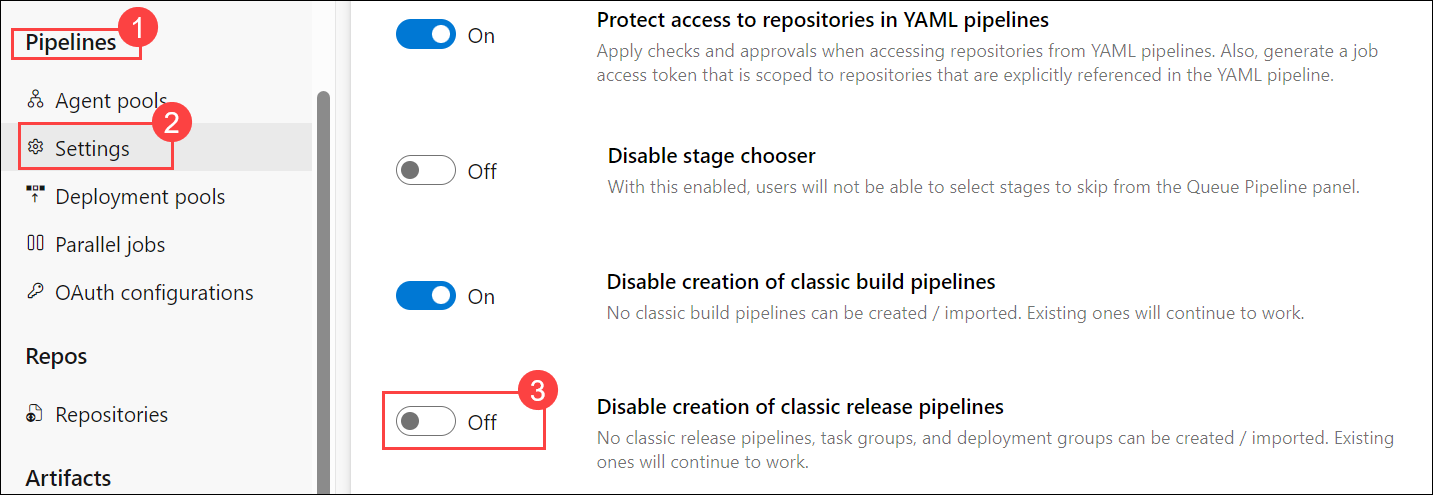 1
Pipelines
Agent pools
2
Settings
Deployment pools
Parallel jobs
OAuth configurations
Repos
Repositories
Artifacts
On
Protect access to repositories in YAML pipelines
Apply checks and approvals when accessing repositories from YAML pipelines. Also, generate a job
access token that is scoped to repositories that are explicitly referenced in the YAML pipeline.
Off
Disable stage chooser
With this enabled, users will not be able to select stages to skip from the Queue Pipeline panel.
On
Disable creation of classic build pipelines
No classic build pipelines can be created / imported. Existing ones will continue to work.
3
Off
Disable creation of classic release pipelines
No classic release pipelines, task groups, and deployment groups can be created / imported. Existing
ones will continue to work.